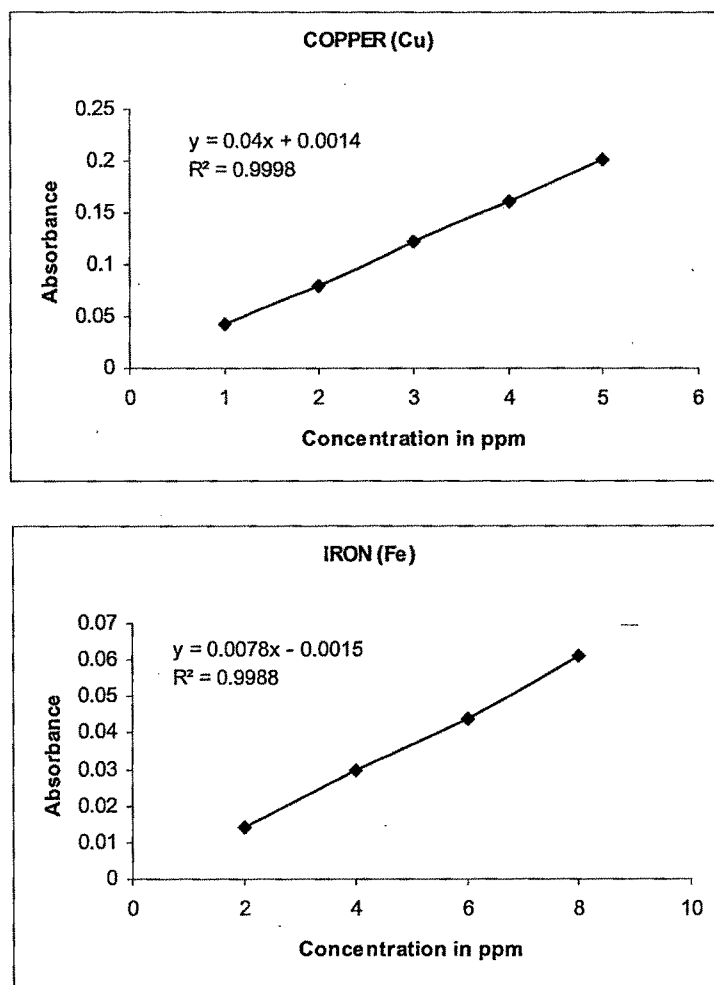 COPPER (Cu)
0.25
0.2
0.15
0.1
0.05
0
y = 0.04x + 0.0014
R² = 0.9998
Absorbance
0 1 2 3 4 5 6
Concentration in ppm
IRON (Fe)
0.07
0.06
0.05
0.04
0.03
0.02
0.01
0
y = 0.0078x - 0.0015
R² = 0.9988
Absorbance
0 2 4 6 8 10
Concentration in ppm